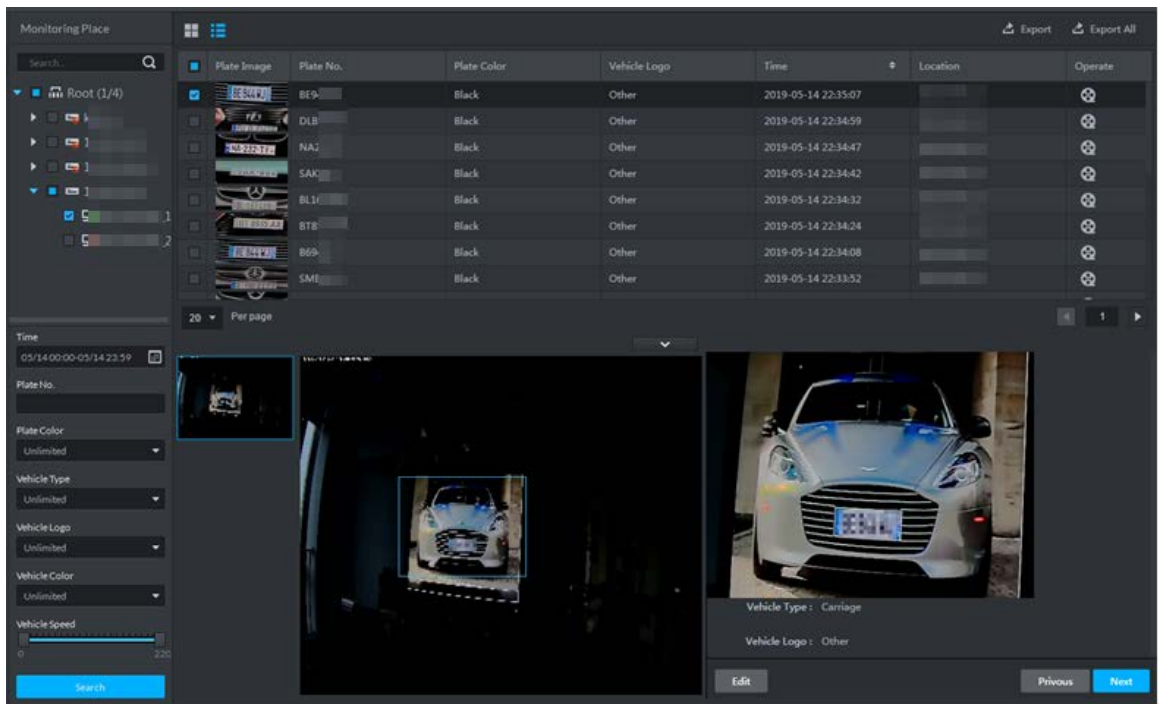 Monitoring Place
Export
Export All
Search..
Root (1/4)
Plate Image
Plate No.
Plate Color
Vehicle Logo
Time
Location
Operate
BE9
Black
Other
2019-05-14 22:35:07
DLB
Black
Other
2019-05-14 22:34:59
NA2
Black
Other
2019-05-14 22:34:47
SAK
Black
Other
2019-05-14 22:34:42
BL1
Black
Other
2019-05-14 22:34:32
BT8
Black
Other
2019-05-14 22:34:24
B69
Black
Other
2019-05-14 22:34:08
SME
Black
Other
2019-05-14 22:33:52
_1
_2
20
Per page
1
Time
05/14 00:00-05/14 23:59
Plate No.
Plate Color
Unlimited
Vehicle Type
Unlimited
Vehicle Logo
Unlimited
Vehicle Color
Unlimited
Vehicle Speed
0
220
Search
Vehicle Type : Carriage
Vehicle Logo : Other
Edit
Privous
Next